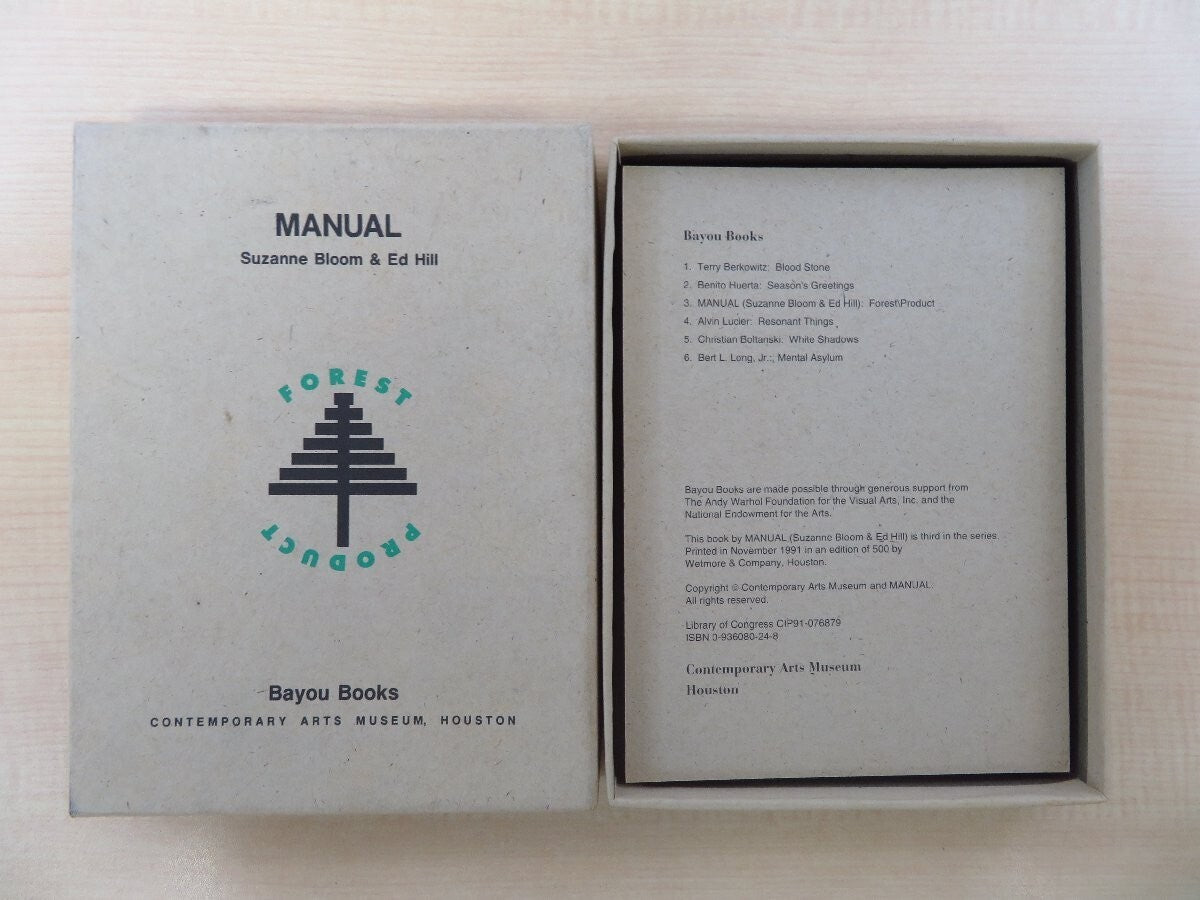 MANUAL
Suzanne Bloom & Ed Hill
FOREST
PRODUCT
Bayou Books
CONTEMPORARY ARTS MUSEUM, HOUSTON
Bayou Books
1. Terry Berkowitz: Blood Stone
2. Benito Huerta: Season's Greetings
3. MANUAL (Suzanne Bloom & Ed Hill): Forest\Product
4. Alvin Lucier: Resonant Things
5. Christian Boltanski: White Shadows
6. Bert L. Long, Jr.: Mental Asylum
Bayou Books are made possible through generous support from
The Andy Warhol Foundation for the Visual Arts, Inc. and the
National Endowment for the Arts.
This book by MANUAL (Suzanne Bloom & Ed Hill) is third in the series.
Printed in November 1991 in an edition of 500 by
Wetmore & Company, Houston.
Copyright © Contemporary Arts Museum and MANUAL.
All rights reserved.
Library of Congress CIP91-076879
ISBN 0-936080-24-8
Contemporary Arts Museum
Houston